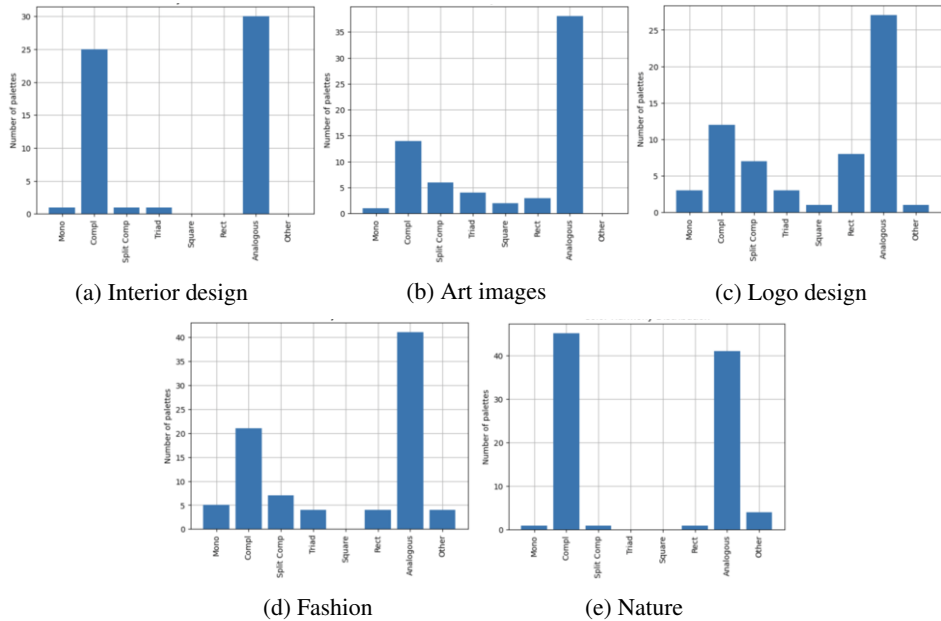 Number of palettes
30
25
20
15
10
5
0
Mono
Compl
Split Comp
Triad
Square
Rect
Analogous
Other
(a) Interior design
Number of palettes
35
30
25
20
15
10
5
0
Mono
Compl
Split Comp
Triad
Square
Rect
Analogous
Other
(b) Art images
Number of palettes
25
20
15
10
5
0
Mono
Compl
Split Comp
Triad
Square
Rect
Analogous
Other
(c) Logo design
Number of palettes
40
35
30
25
20
15
10
5
0
Mono
Compl
Split Comp
Triad
Square
Rect
Analogous
Other
(d) Fashion
Number of palettes
40
30
20
10
0
Mono
Compl
Split Comp
Triad
Square
Rect
Analogous
Other
(e) Nature